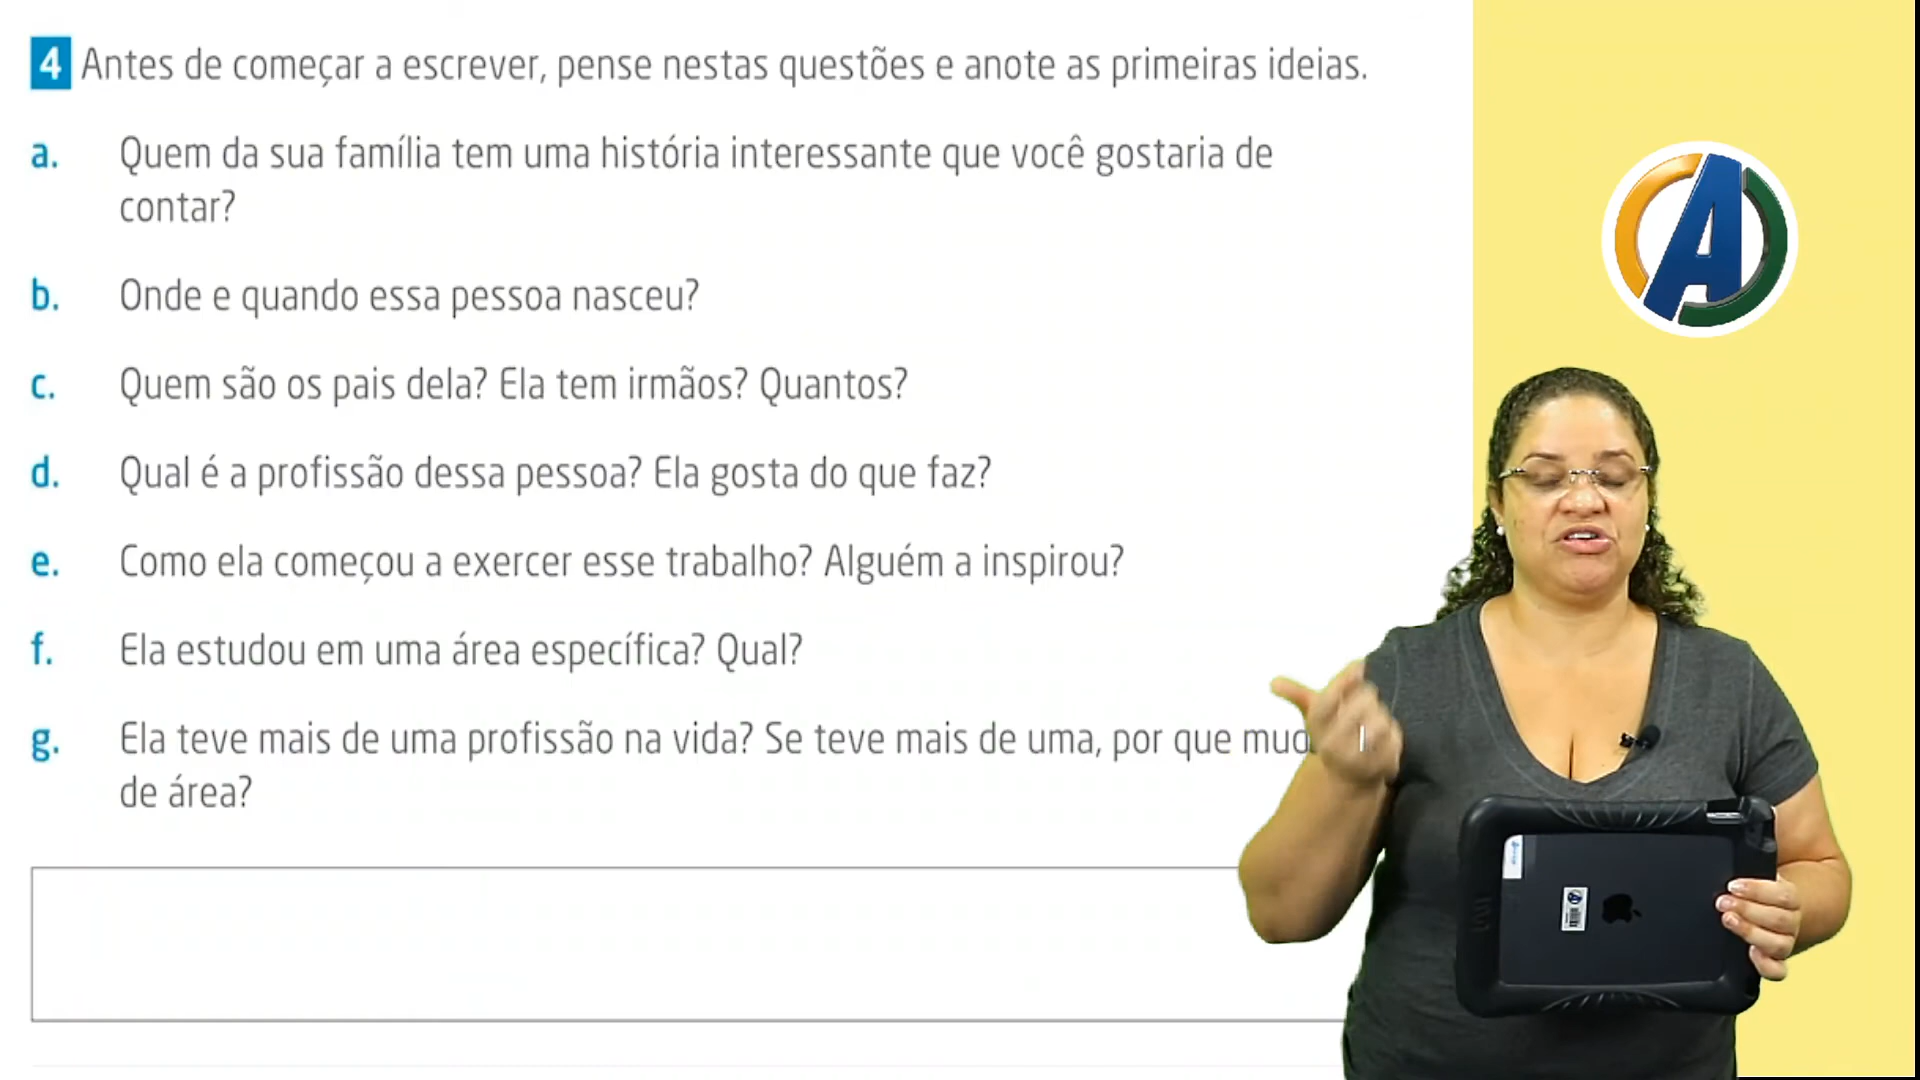 4 Antes de começar a escrever, pense nestas questões e anote as primeiras ideias.
a. Quem da sua família tem uma história interessante que você gostaria de
contar?
b. Onde e quando essa pessoa nasceu?
c. Quem são os pais dela? Ela tem irmãos? Quantos?
d. Qual é a profissão dessa pessoa? Ela gosta do que faz?
e. Como ela começou a exercer esse trabalho? Alguém a inspirou?
f. Ela estudou em uma área específica? Qual?
g. Ela teve mais de uma profissão na vida? Se teve mais de uma, por que
de área?
A